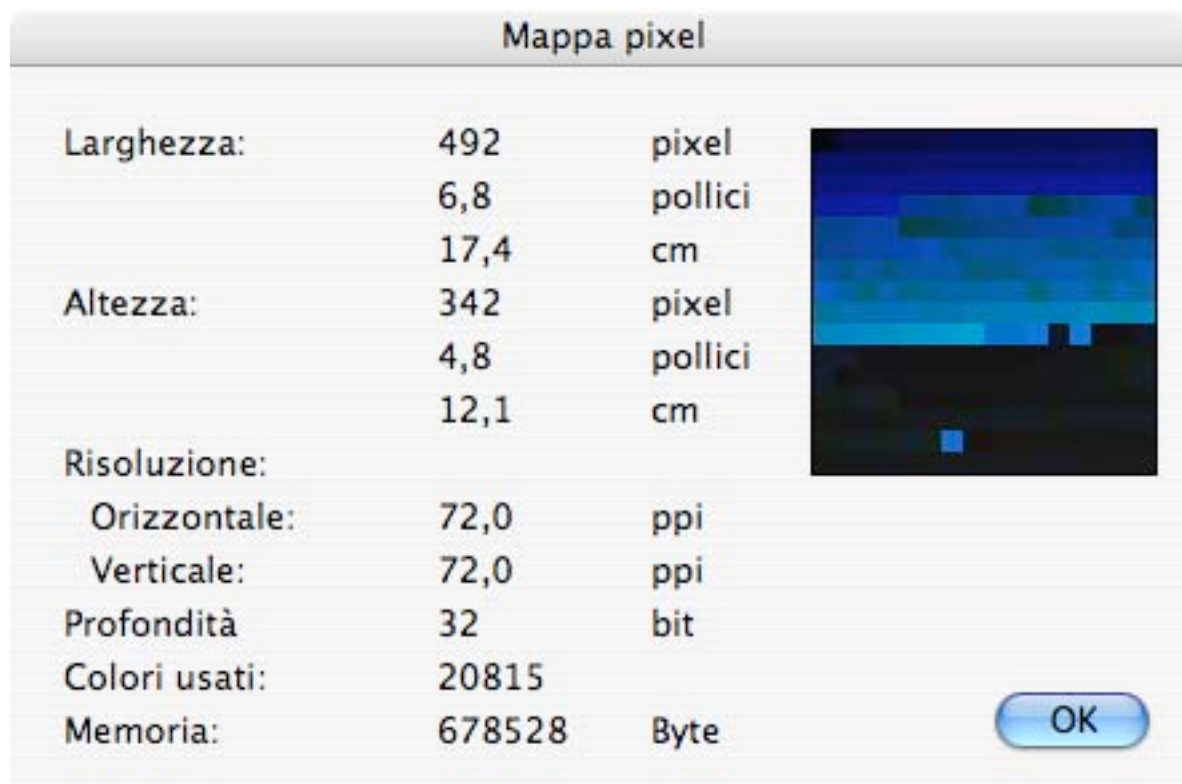 Mappa pixel
Larghezza: 492 pixel
6,8 pollici
17,4 cm
Altezza: 342 pixel
4,8 pollici
12,1 cm
Risoluzione:
Orizzontale: 72,0 ppi
Verticale: 72,0 ppi
Profondità 32 bit
Colori usati: 20815
Memoria: 678528 Byte
OK